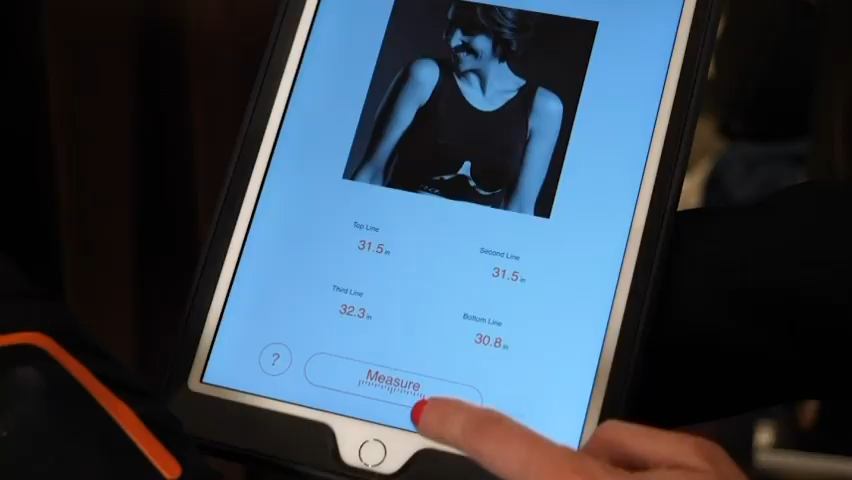 Top Line
31.5 in
Second Line
31.5 in
Third Line
32.3 in
Bottom Line
30.8 in
?
Measure